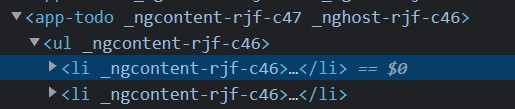 ▼<app-todo _ngcontent-rjf-c47 _nghost-rjf-c46>
▼<ul _ngcontent-rjf-c46>
▶<li _ngcontent-rjf-c46>…</li> == $0
▶<li _ngcontent-rjf-c46>…</li>